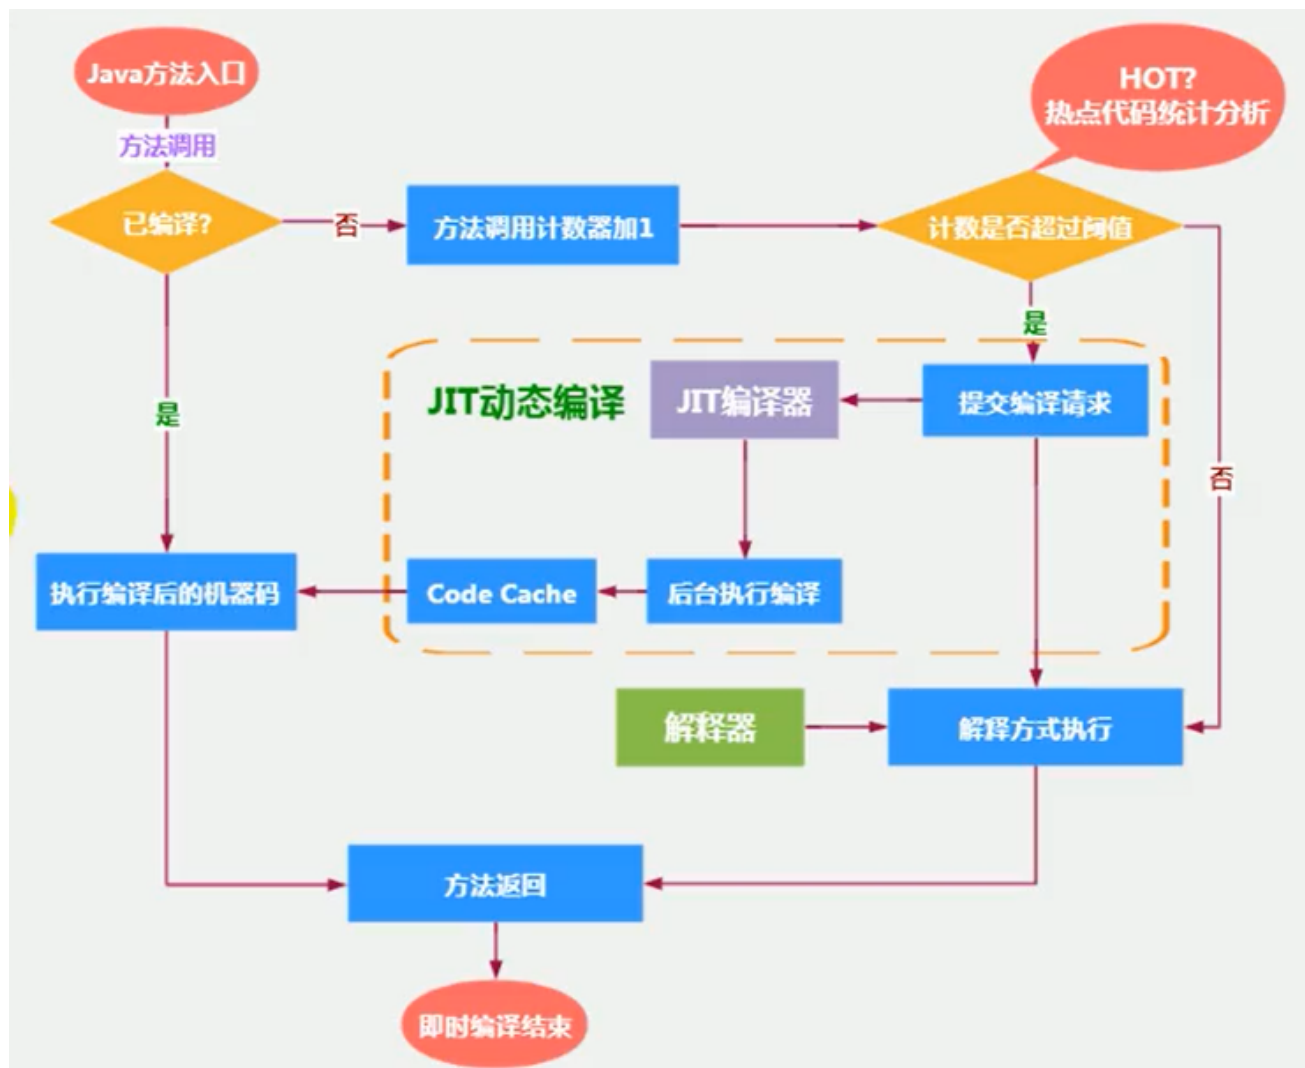 Java方法入口
方法调用
HOT?
热点代码统计分析
已编译?
否
方法调用计数器加1
计数是否超过阈值
是
JIT动态编译
JIT编译器
提交编译请求
是
否
执行编译后的机器码
Code Cache
后台执行编译
解释器
解释方式执行
方法返回
即时编译结束